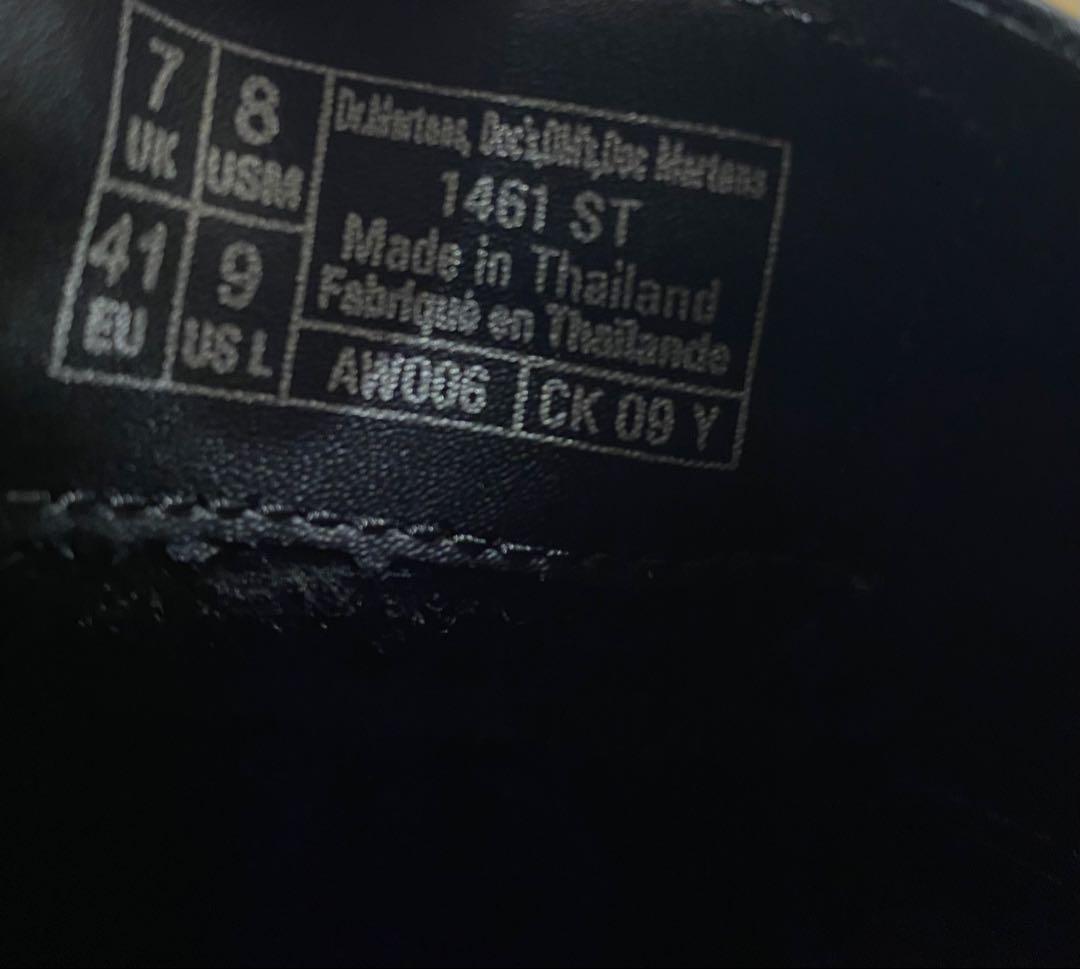 7 UK
8 USM
41 EU
9 US L
Dr.Martens, Doc's, DM's, Doc Martens
1461 ST
Made in Thailand
Fabriqué en Thaïlande
AW006 CK 09 Y